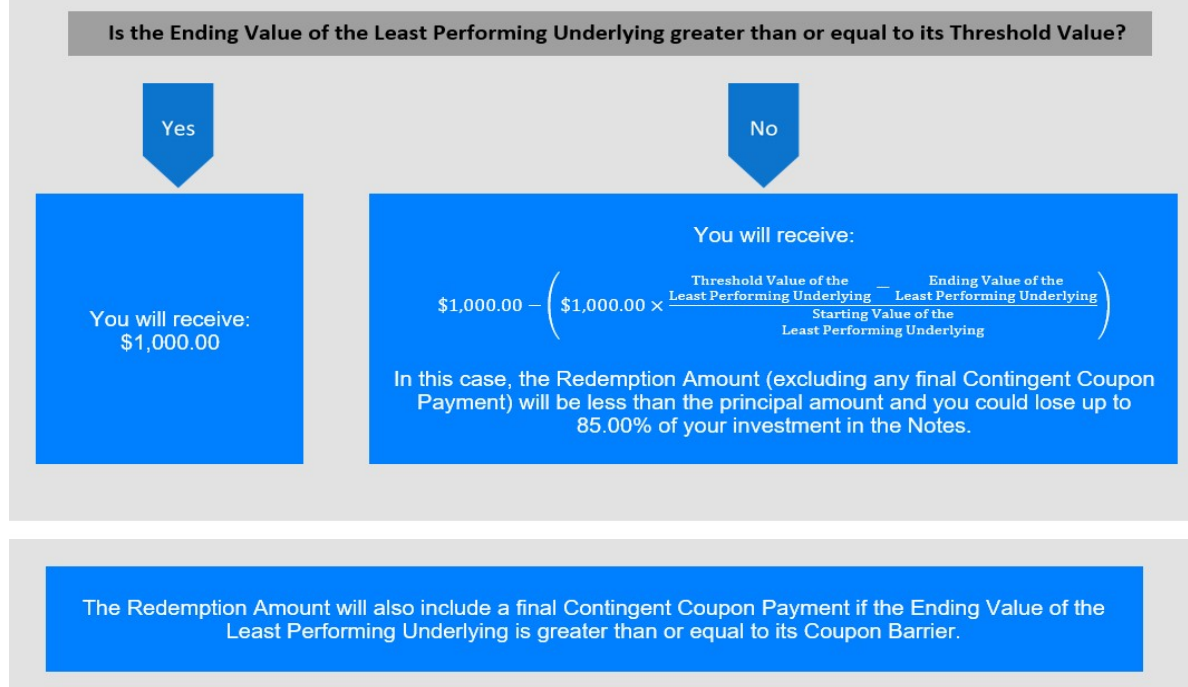 Is the Ending Value of the Least Performing Underlying greater than or equal to its Threshold Value?
Yes
No
You will receive:
$1,000.00
You will receive:
$1,000.00 − ($1,000.00 × (Threshold Value of the Least Performing Underlying − Ending Value of the Least Performing Underlying) / Starting Value of the Least Performing Underlying)
In this case, the Redemption Amount (excluding any final Contingent Coupon
Payment) will be less than the principal amount and you could lose up to
85.00% of your investment in the Notes.
The Redemption Amount will also include a final Contingent Coupon Payment if the Ending Value of the
Least Performing Underlying is greater than or equal to its Coupon Barrier.